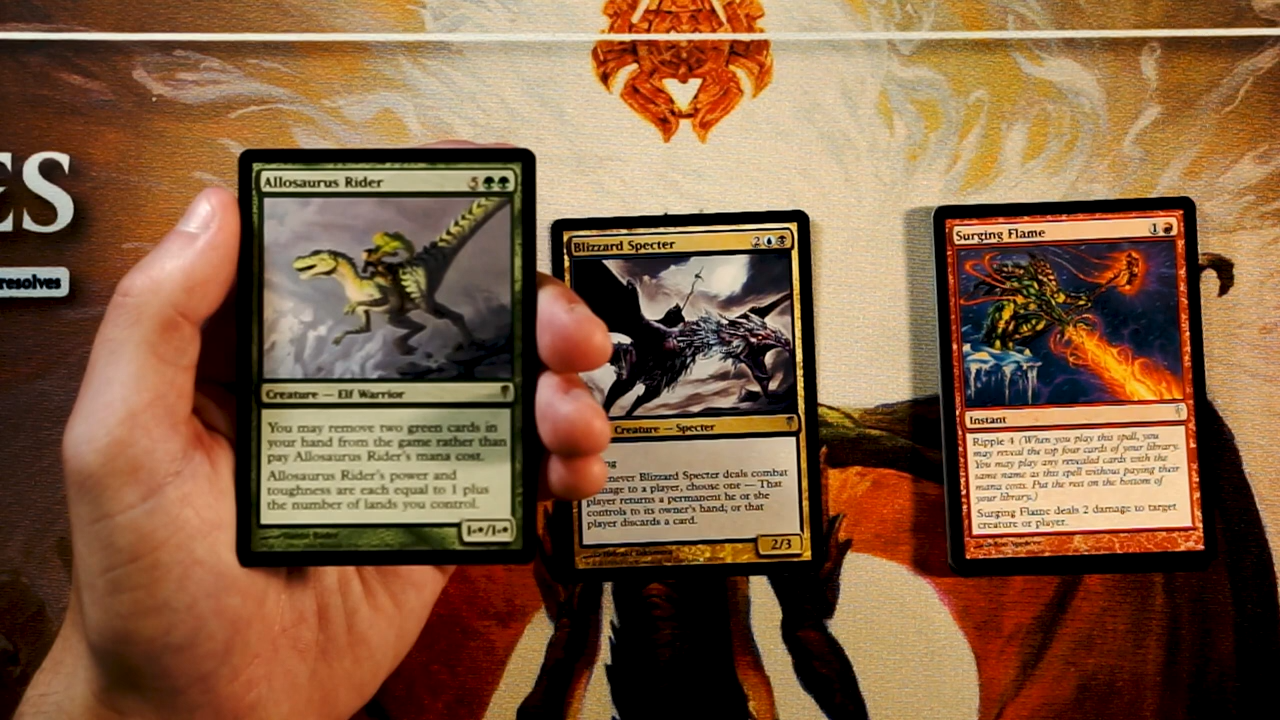 ES
resolves
Allosaurus Rider 5
Creature — Elf Warrior
You may remove two green cards in
your hand from the game rather than
pay Allosaurus Rider's mana cost.
Allosaurus Rider's power and
toughness are each equal to 1 plus
the number of lands you control.
1+*/1+*
Blizzard Specter 2
Creature — Specter
ng
enever Blizzard Specter deals combat
mage to a player, choose one — That
player returns a permanent he or she
controls to its owner's hand; or that
player discards a card.
2/3
Surging Flame 1
Instant
Ripple 4 (When you play this spell, you
may reveal the top four cards of your library.
You may play any revealed cards with the
same name as this spell without paying their
mana costs. Put the rest on the bottom of
your library.)
Surging Flame deals 2 damage to target
creature or player.